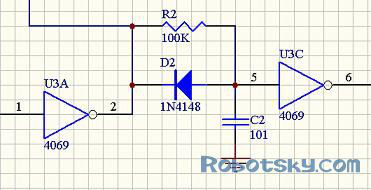 R2
100K
U3A
D2
U3C
1
2
5
6
1N4148
4069
C2
101
4069
Robotsky.com